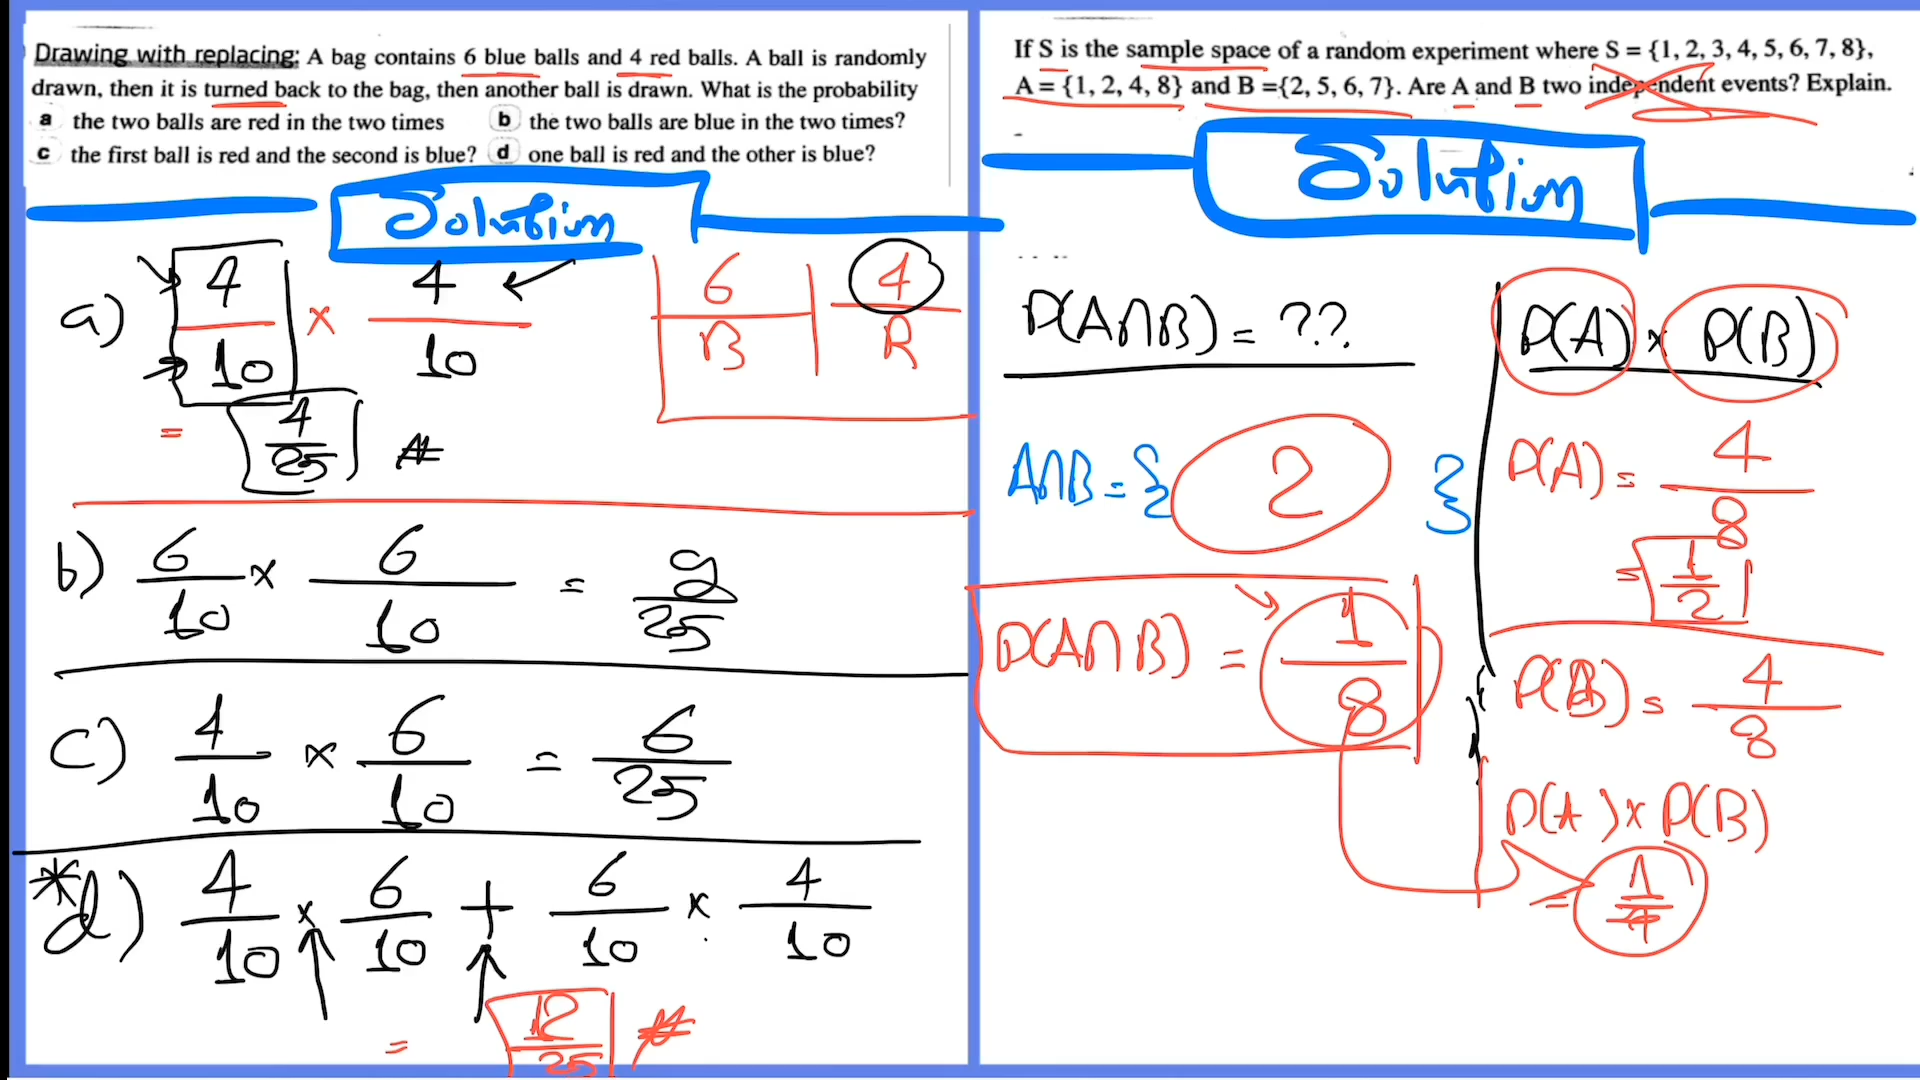 Drawing with replacing: A bag contains 6 blue balls and 4 red balls. A ball is randomly
drawn, then it is turned back to the bag, then another ball is drawn. What is the probability
a the two balls are red in the two times b the two balls are blue in the two times?
c the first ball is red and the second is blue? d one ball is red and the other is blue?
Solution
a) 4/10 × 4/10
6/B 4/R
= 4/25 #
b) 6/10 × 6/10 = 9/25
c) 4/10 × 6/10 = 6/25
*d) 4/10 × 6/10 + 6/10 × 4/10
= 12/25 #
If S is the sample space of a random experiment where S = {1, 2, 3, 4, 5, 6, 7, 8},
A = {1, 2, 4, 8} and B ={2, 5, 6, 7}. Are A and B two independent events? Explain.
Solution
P(A∩B) = ??
A∩B = { 2 }
P(A∩B) = 1/8
P(A) × P(B)
P(A) = 4/8
= 1/2
P(B) = 4/8
P(A) × P(B)
= 1/4